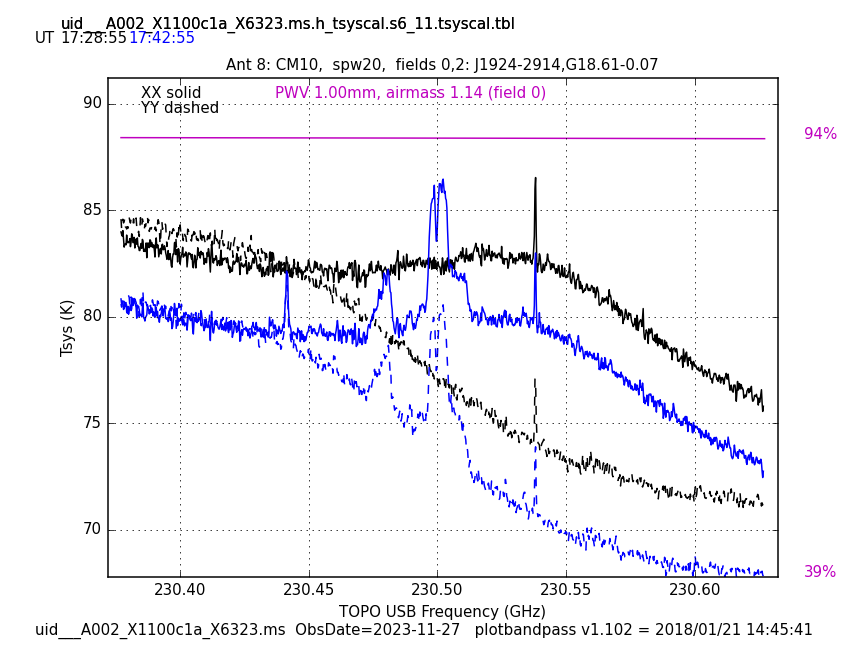 uid___A002_X1100c1a_X6323.ms.h_tsyscal.s6_11.tsyscal.tbl
UT 17:28:55 17:42:55
Ant 8: CM10, spw20, fields 0,2: J1924-2914,G18.61-0.07
XX solid
PWV 1.00mm, airmass 1.14 (field 0)
YY dashed
90
94%
85
80
Tsys (K)
75
70
39%
230.40 230.45 230.50 230.55 230.60
TOPO USB Frequency (GHz)
uid___A002_X1100c1a_X6323.ms ObsDate=2023-11-27 plotbandpass v1.102 = 2018/01/21 14:45:41